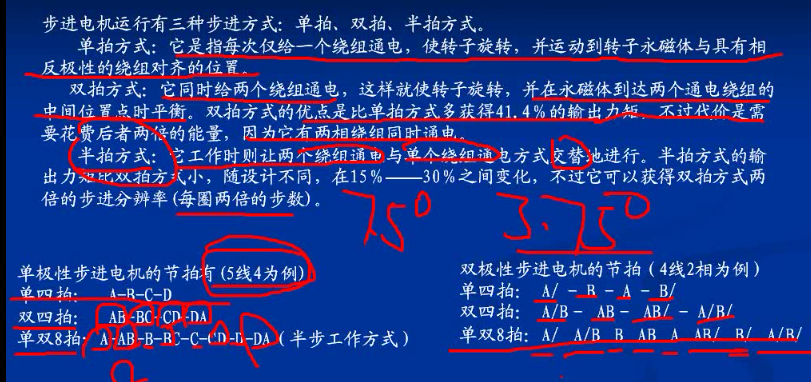 步进电机运行有三种步进方式：单拍、双拍、半拍方式。
单拍方式：它是指每次仅给一个绕组通电，使转子旋转，并运动到转子永磁体与具有相
反极性的绕组对齐的位置。
双拍方式：它同时给两个绕组通电，这样就使转子旋转，并在永磁体到达两个通电绕组的
中间位置点时平衡。双拍方式的优点是比单拍方式多获得41.4%的输出力矩，不过代价是需
要花费后者两倍的能量，因为它有两相绕组同时通电。
半拍方式：它工作时则让两个绕组通电与单个绕组通电方式交替地进行。半拍方式的输
出力矩比双拍方式小，随设计不同，在15%——30%之间变化，不过它可以获得双拍方式两
倍的步进分辨率(每圈两倍的步数)。
7.5° 3.75°
单极性步进电机的节拍有(5线4为例)
单四拍： A-B-C-D
双四拍： AB-BC-CD-DA
单双8拍：A-AB-B-BC-C-CD-D-DA(半步工作方式)
双极性步进电机的节拍(4线2相为例)
单四拍： A/ - B - A - B/
双四拍： A/B - AB - AB/ - A/B/
单双8拍： A/ A/B B AB A AB/ B/ A/B/